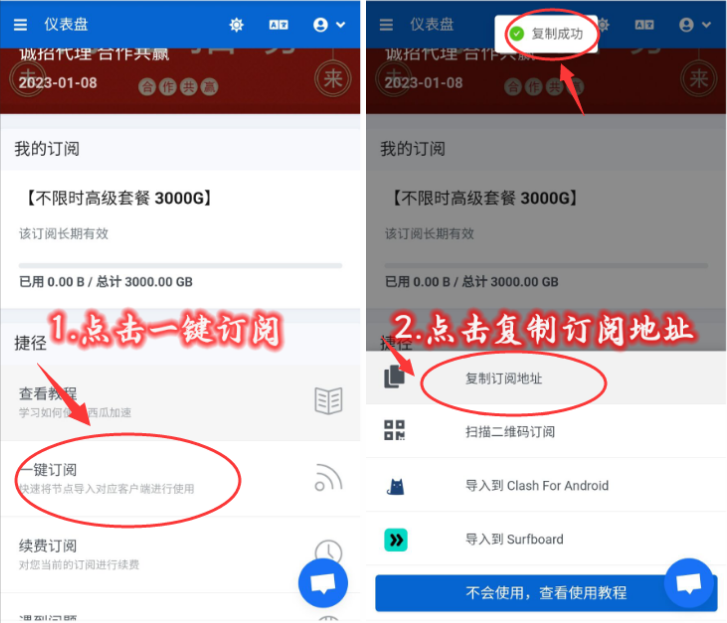 仪表盘
诚招代理 合作共赢
2023-01-08
合作共赢
来
我的订阅
【不限时高级套餐 3000G】
该订阅长期有效
已用 0.00 B / 总计 3000.00 GB
1.点击一键订阅
捷径
查看教程
学习如何使用西瓜加速
一键订阅
快速将节点导入对应客户端进行使用
续费订阅
对您当前的订阅进行续费
遇到问题
仪表盘
复制成功
诚招代理 合作共赢
2023-01-08
合作共赢
来
我的订阅
【不限时高级套餐 3000G】
该订阅长期有效
已用 0.00 B / 总计 3000.00 GB
2.点击复制订阅地址
捷径
复制订阅地址
扫描二维码订阅
导入到 Clash For Android
导入到 Surfboard
不会使用，查看使用教程